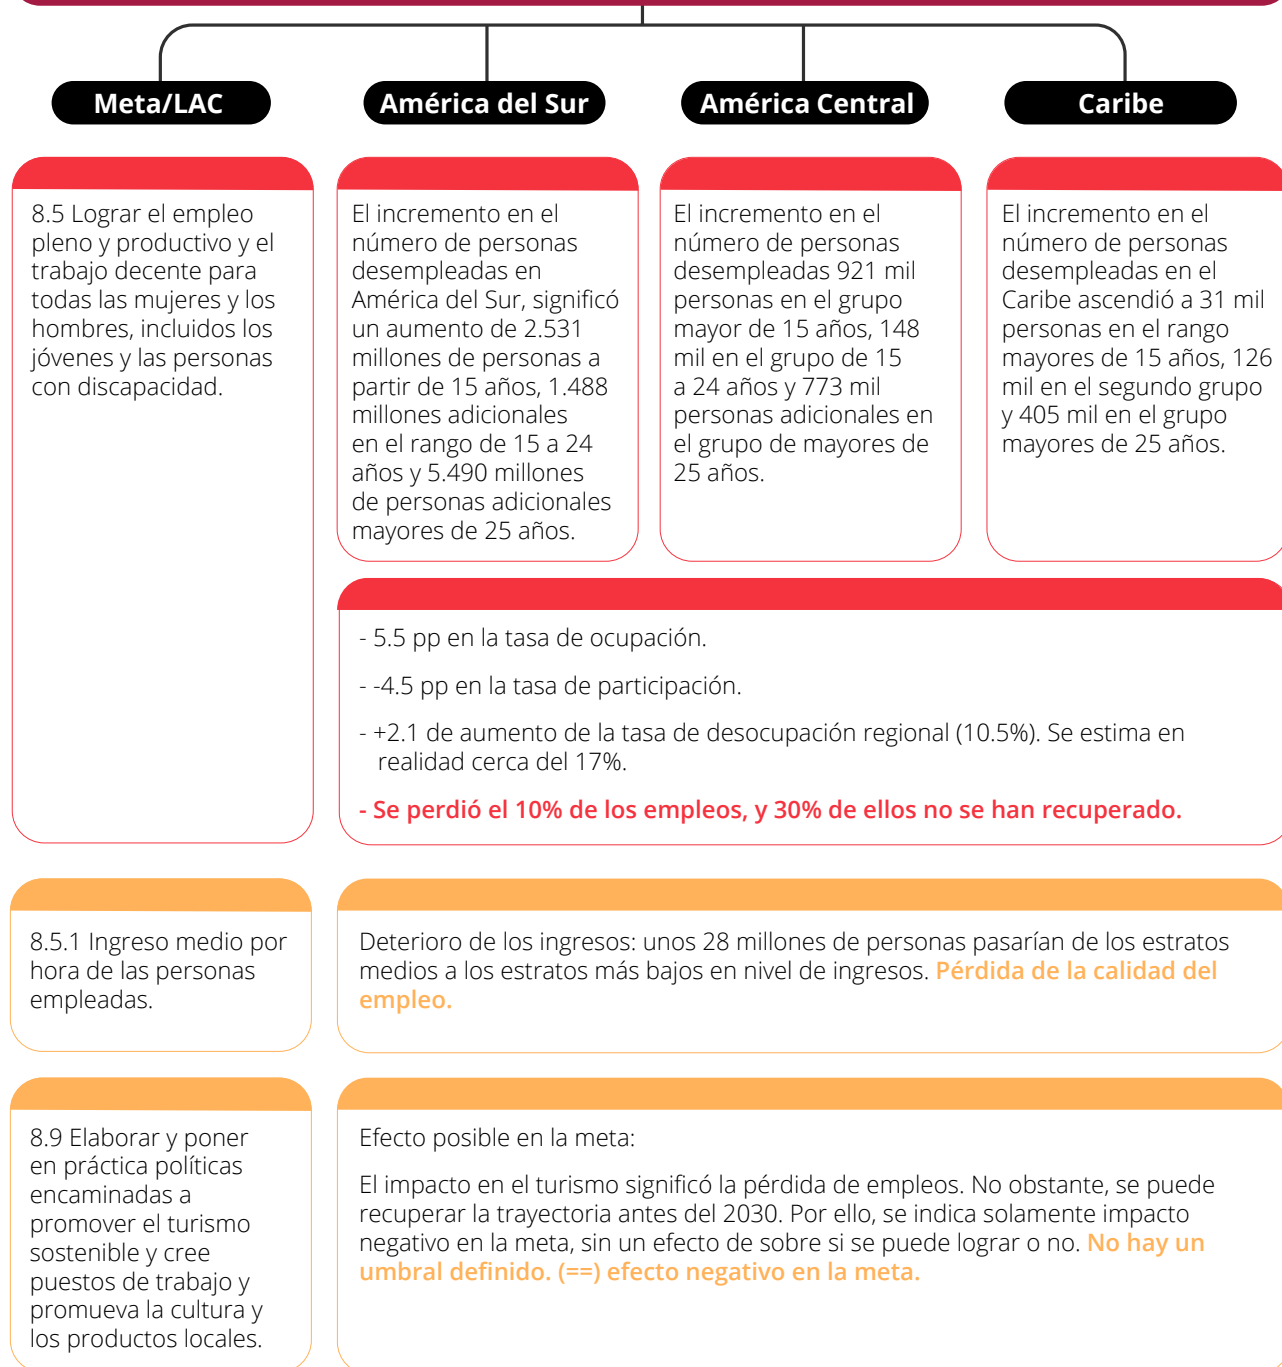 Meta/LAC
América del Sur
América Central
Caribe
8.5 Lograr el empleo
pleno y productivo y el
trabajo decente para
todas las mujeres y los
hombres, incluidos los
jóvenes y las personas
con discapacidad.
El incremento en el
número de personas
desempleadas en
América del Sur, significó
un aumento de 2.531
millones de personas a
partir de 15 años, 1.488
millones adicionales
en el rango de 15 a 24
años y 5.490 millones
de personas adicionales
mayores de 25 años.
El incremento en el
número de personas
desempleadas 921 mil
personas en el grupo
mayor de 15 años, 148
mil en el grupo de 15
a 24 años y 773 mil
personas adicionales en
el grupo de mayores de
25 años.
El incremento en el
número de personas
desempleadas en el
Caribe ascendió a 31 mil
personas en el rango
mayores de 15 años, 126
mil en el segundo grupo
y 405 mil en el grupo
mayores de 25 años.
- 5.5 pp en la tasa de ocupación.
- -4.5 pp en la tasa de participación.
- +2.1 de aumento de la tasa de desocupación regional (10.5%). Se estima en
realidad cerca del 17%.
- Se perdió el 10% de los empleos, y 30% de ellos no se han recuperado.
8.5.1 Ingreso medio por
hora de las personas
empleadas.
Deterioro de los ingresos: unos 28 millones de personas pasarían de los estratos
medios a los estratos más bajos en nivel de ingresos. Pérdida de la calidad del
empleo.
8.9 Elaborar y poner
en práctica políticas
encaminadas a
promover el turismo
sostenible y cree
puestos de trabajo y
promueva la cultura y
los productos locales.
Efecto posible en la meta:
El impacto en el turismo significó la pérdida de empleos. No obstante, se puede
recuperar la trayectoria antes del 2030. Por ello, se indica solamente impacto
negativo en la meta, sin un efecto de sobre si se puede lograr o no. No hay un
umbral definido. (==) efecto negativo en la meta.